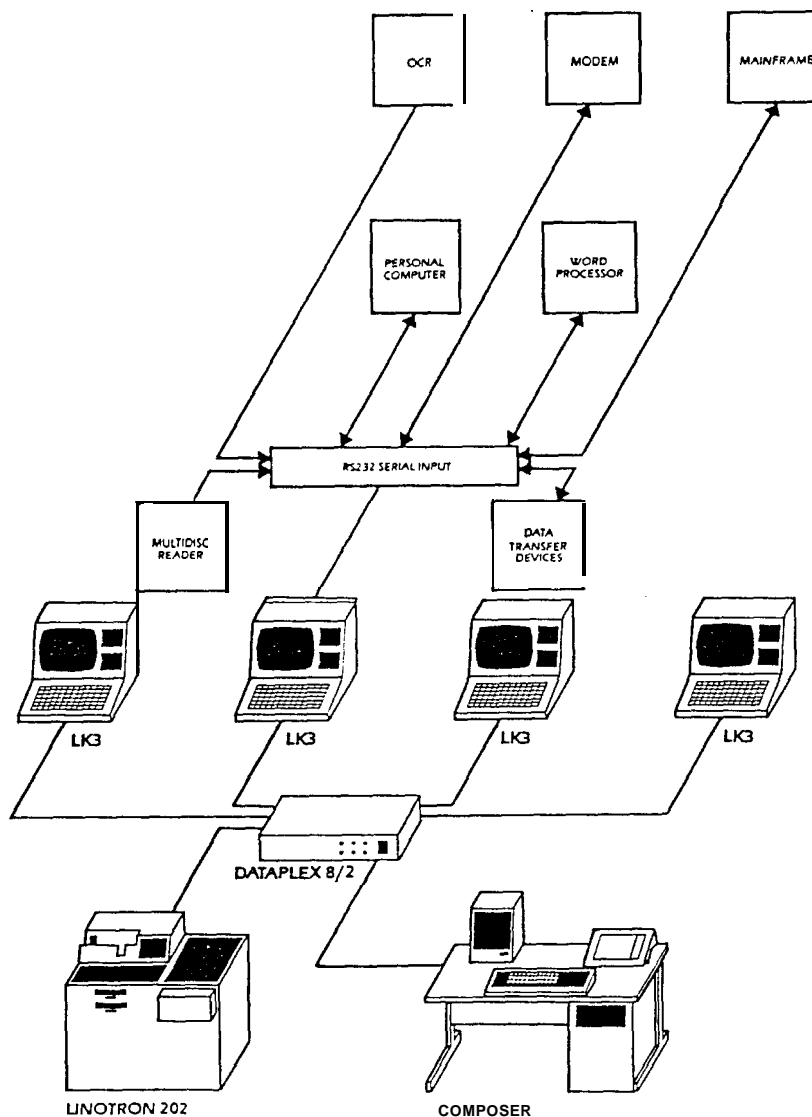 OCR
MODEM
MAINFRAME
PERSONAL
COMPUTER
WORD
PROCESSOR
RS232 SERIAL INPUT
MULTIDISC
READER
DATA
TRANSFER
DEVICES
LK3
LK3
LK3
LK3
DATAPLEX 8/2
LINOTRON 202
COMPOSER